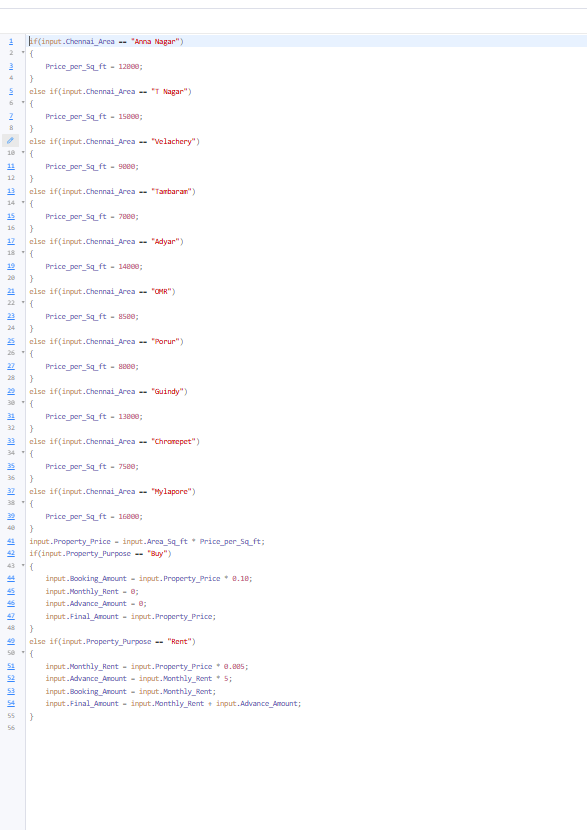 1 if(input.Chennai_Area == "Anna Nagar")
2 {
3 Price_per_Sq_ft = 12000;
4 }
5 else if(input.Chennai_Area == "T Nagar")
6 {
7 Price_per_Sq_ft = 15000;
8 }
else if(input.Chennai_Area == "Velachery")
10 {
11 Price_per_Sq_ft = 9000;
12 }
13 else if(input.Chennai_Area == "Tambaram")
14 {
15 Price_per_Sq_ft = 7000;
16 }
17 else if(input.Chennai_Area == "Adyar")
18 {
19 Price_per_Sq_ft = 14000;
20 }
21 else if(input.Chennai_Area == "OMR")
22 {
23 Price_per_Sq_ft = 8500;
24 }
25 else if(input.Chennai_Area == "Porur")
26 {
27 Price_per_Sq_ft = 8000;
28 }
29 else if(input.Chennai_Area == "Guindy")
30 {
31 Price_per_Sq_ft = 13000;
32 }
33 else if(input.Chennai_Area == "Chromepet")
34 {
35 Price_per_Sq_ft = 7500;
36 }
37 else if(input.Chennai_Area == "Mylapore")
38 {
39 Price_per_Sq_ft = 16000;
40 }
41 input.Property_Price = input.Area_Sq_ft * Price_per_Sq_ft;
42 if(input.Property_Purpose == "Buy")
43 {
44 input.Booking_Amount = input.Property_Price * 0.10;
45 input.Monthly_Rent = 0;
46 input.Advance_Amount = 0;
47 input.Final_Amount = input.Property_Price;
48 }
49 else if(input.Property_Purpose == "Rent")
50 {
51 input.Monthly_Rent = input.Property_Price * 0.005;
52 input.Advance_Amount = input.Monthly_Rent * 5;
53 input.Booking_Amount = input.Monthly_Rent;
54 input.Final_Amount = input.Monthly_Rent + input.Advance_Amount;
55 }
56